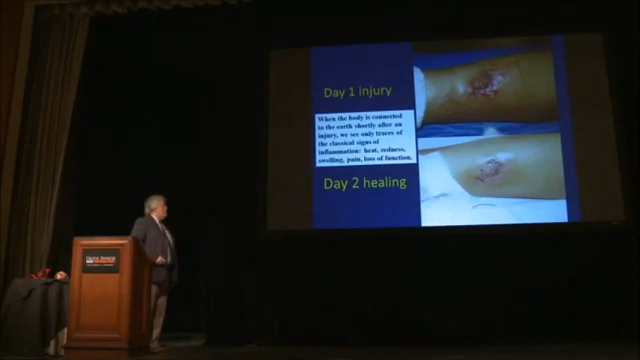 Day 1 injury
When the body is connected
to the earth shortly after an
injury, we see only traces of
the classical signs of
inflammation: heat, redness,
swelling, pain, loss of function.
Day 2 healing